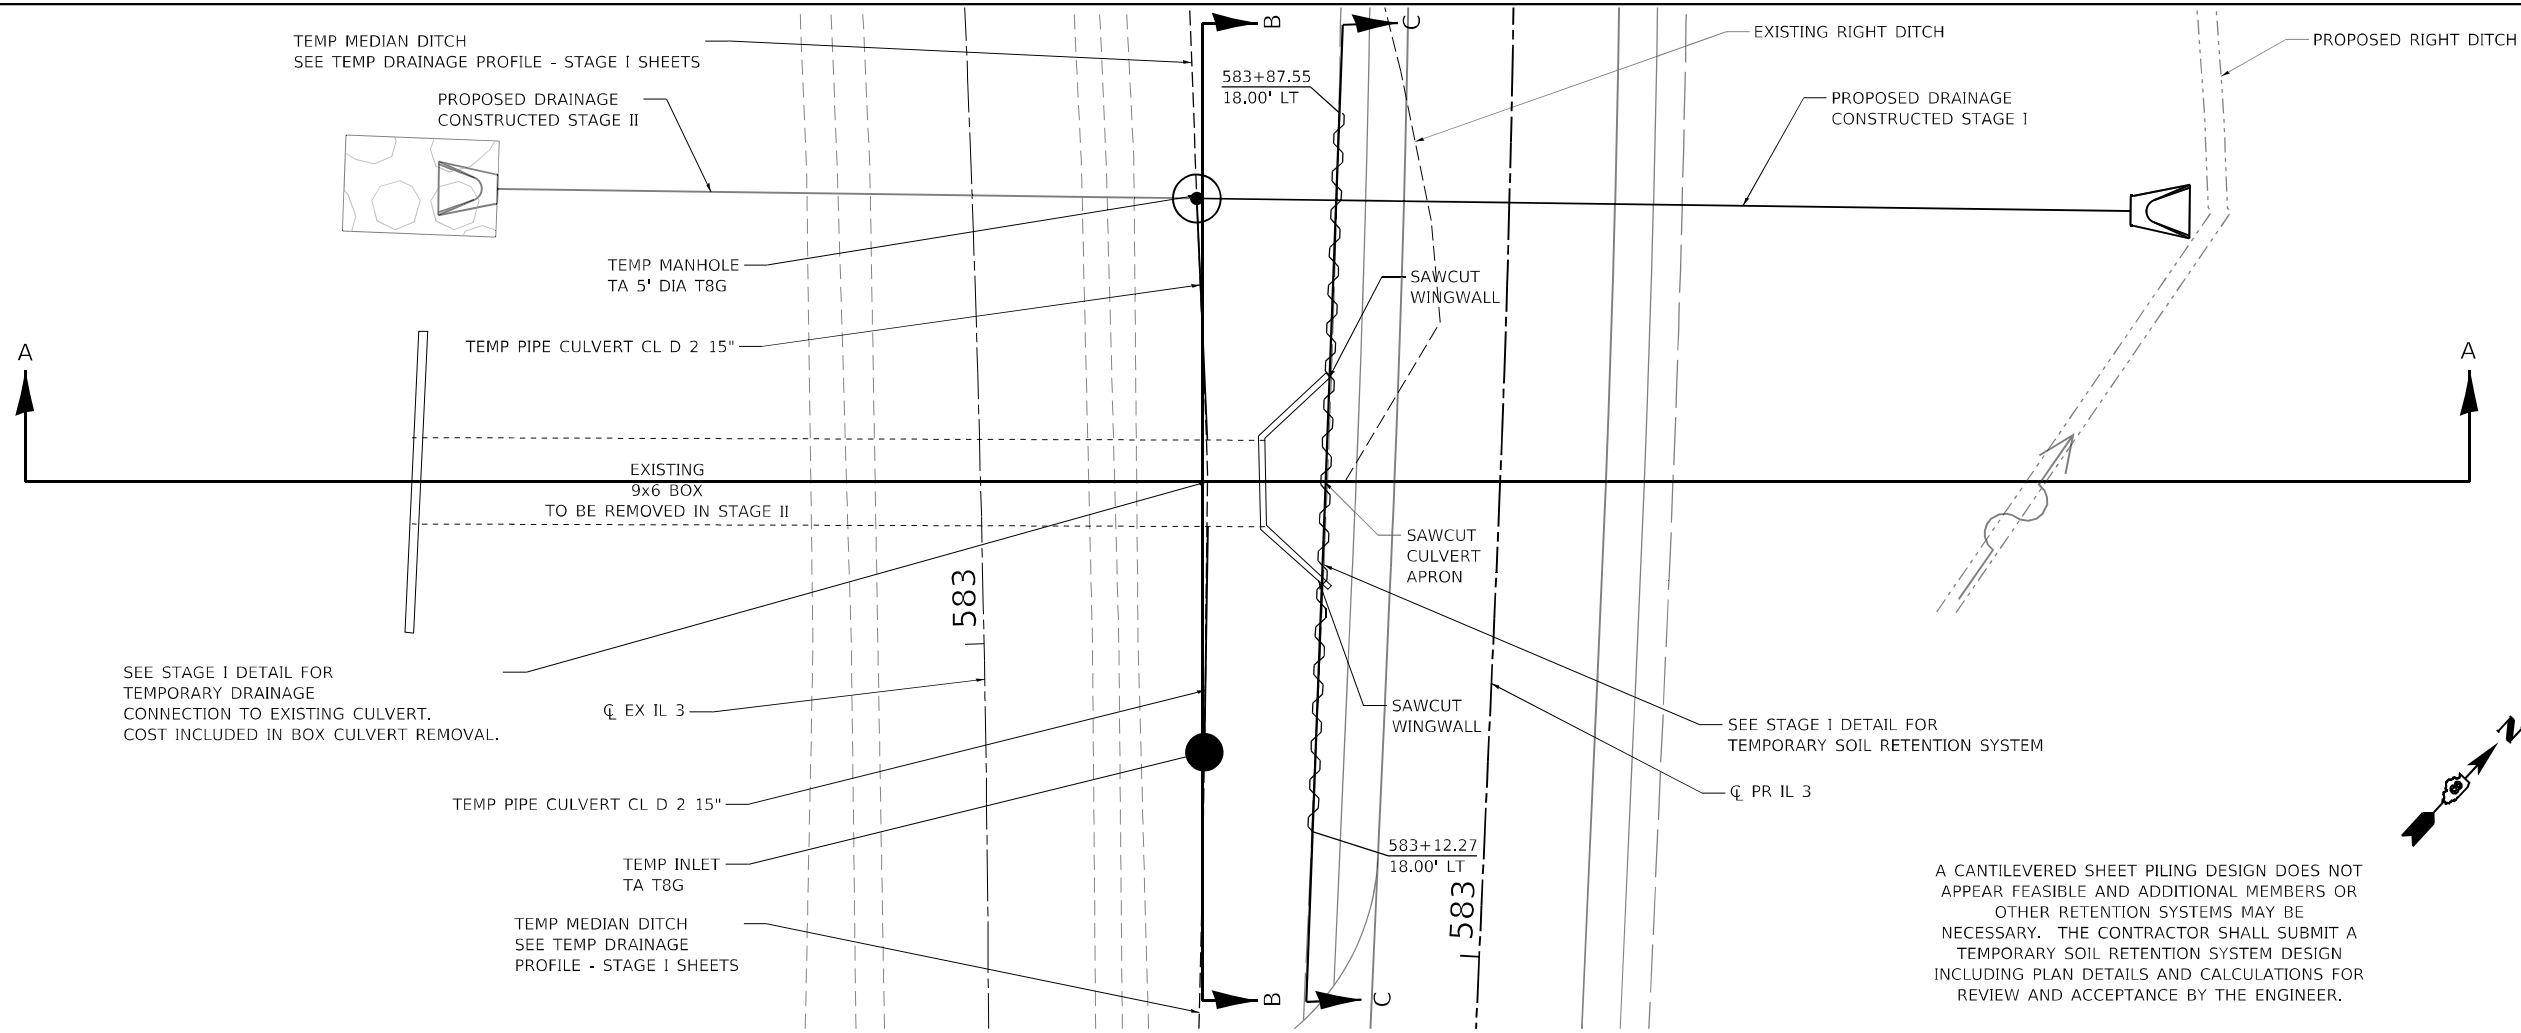 TEMP MEDIAN DITCH
SEE TEMP DRAINAGE PROFILE - STAGE I SHEETS
PROPOSED DRAINAGE
CONSTRUCTED STAGE II
B
C
583+87.55
18.00' LT
EXISTING RIGHT DITCH
PROPOSED RIGHT DITCH
PROPOSED DRAINAGE
CONSTRUCTED STAGE I
TEMP MANHOLE
TA 5' DIA T8G
SAWCUT
WINGWALL
TEMP PIPE CULVERT CL D 2 15"
A
A
EXISTING
9x6 BOX
TO BE REMOVED IN STAGE II
SAWCUT
CULVERT
APRON
583
SEE STAGE I DETAIL FOR
TEMPORARY DRAINAGE
CONNECTION TO EXISTING CULVERT.
COST INCLUDED IN BOX CULVERT REMOVAL.
℄ EX IL 3
SAWCUT
WINGWALL
SEE STAGE I DETAIL FOR
TEMPORARY SOIL RETENTION SYSTEM
N
℄ PR IL 3
TEMP PIPE CULVERT CL D 2 15"
583+12.27
18.00' LT
TEMP INLET
TA T8G
583
TEMP MEDIAN DITCH
SEE TEMP DRAINAGE
PROFILE - STAGE I SHEETS
B
C
A CANTILEVERED SHEET PILING DESIGN DOES NOT
APPEAR FEASIBLE AND ADDITIONAL MEMBERS OR
OTHER RETENTION SYSTEMS MAY BE
NECESSARY. THE CONTRACTOR SHALL SUBMIT A
TEMPORARY SOIL RETENTION SYSTEM DESIGN
INCLUDING PLAN DETAILS AND CALCULATIONS FOR
REVIEW AND ACCEPTANCE BY THE ENGINEER.